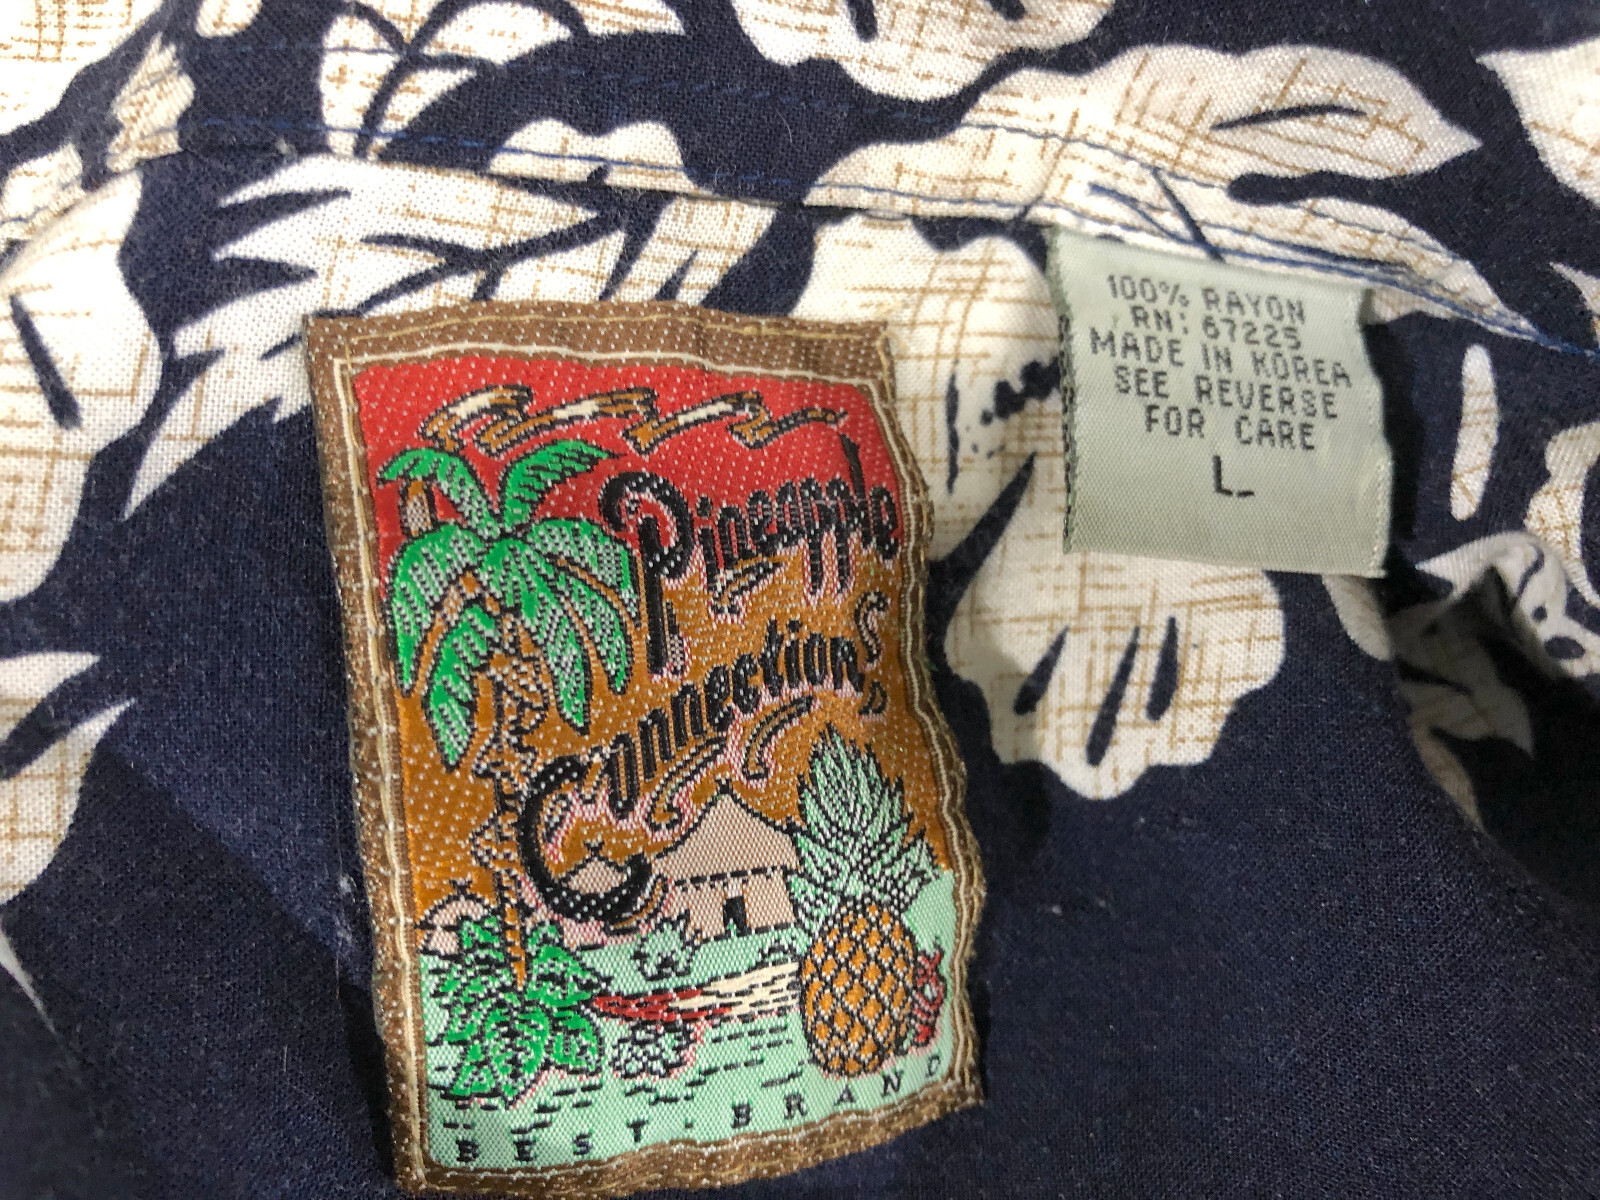 Pineapple
Connections
BEST·BRAND
100% RAYON
RN: 67225
MADE IN KOREA
SEE REVERSE
FOR CARE
L